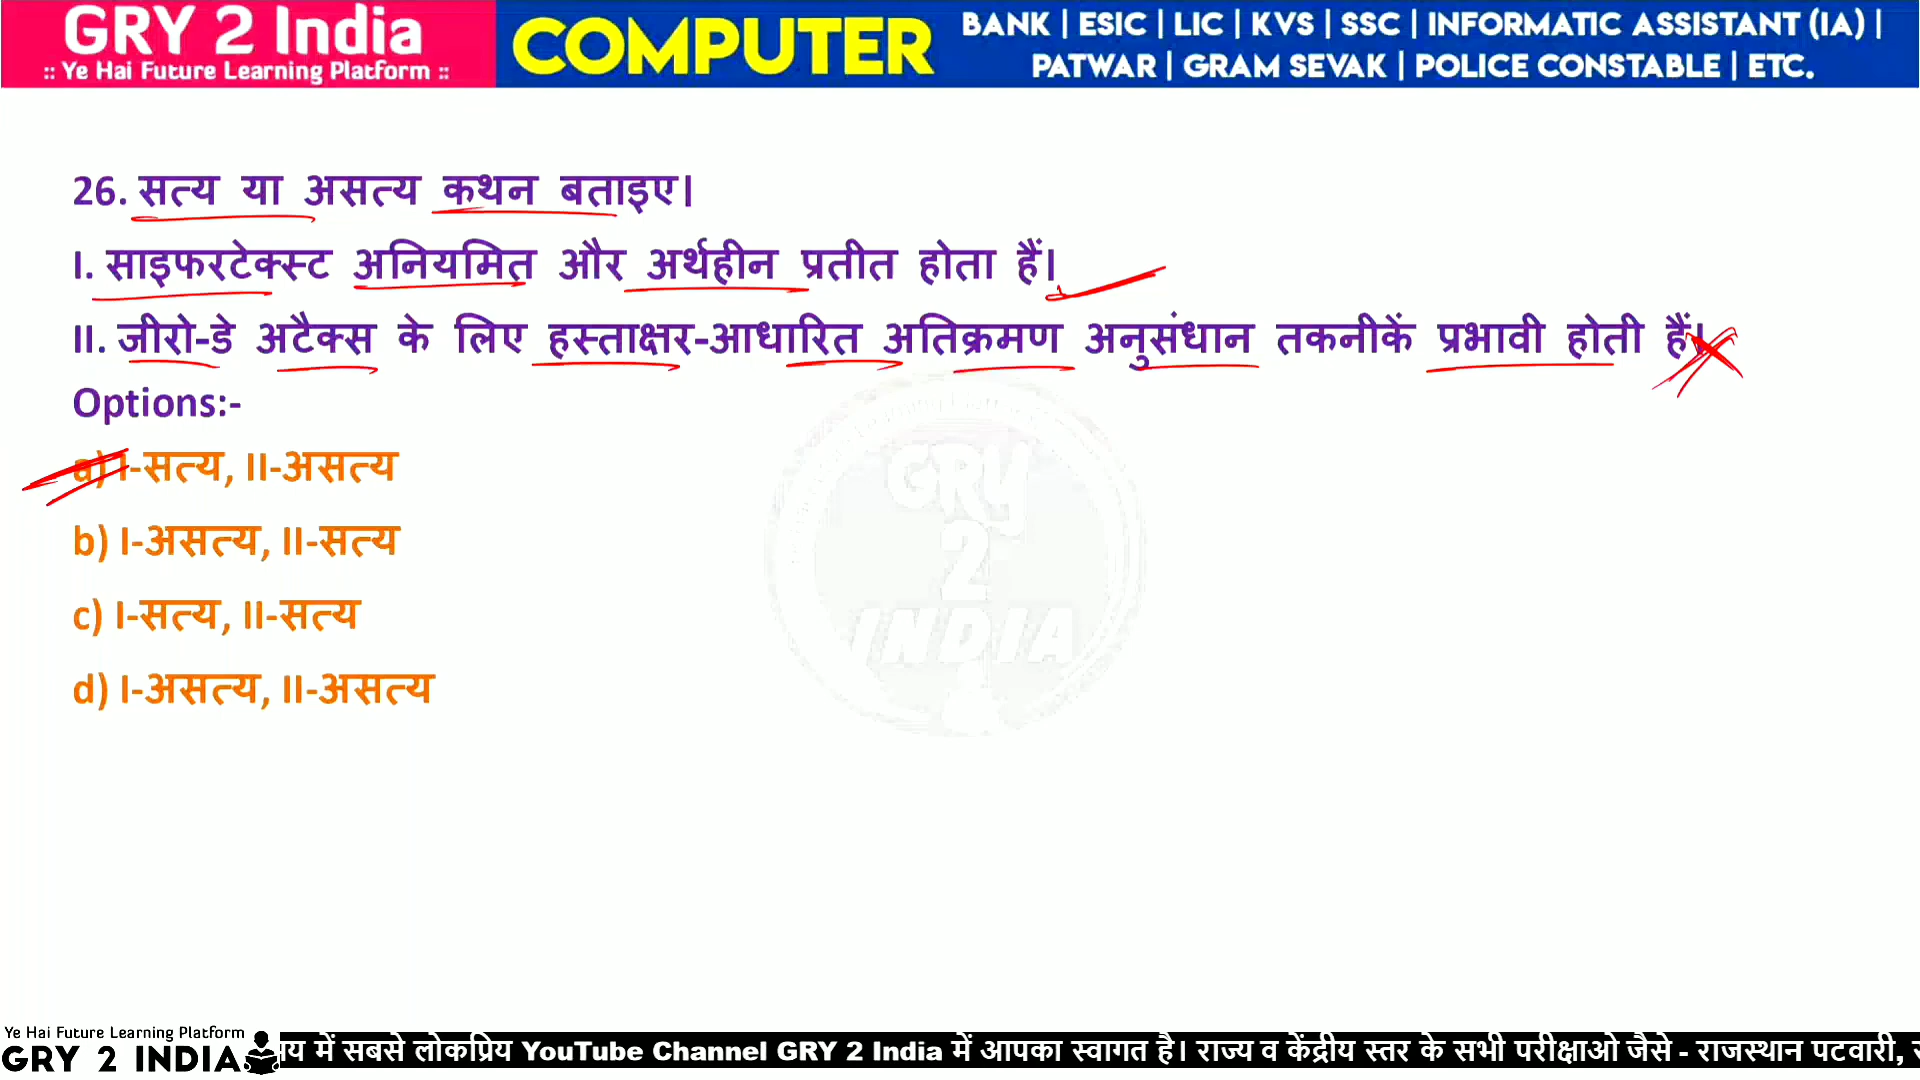 GRY 2 India
:: Ye Hai Future Learning Platform ::
COMPUTER
BANK | ESIC | LIC | KVS | SSC | INFORMATIC ASSISTANT (IA) |
PATWAR | GRAM SEVAK | POLICE CONSTABLE | ETC.
26. सत्य या असत्य कथन बताइए।
I. साइफरटेक्स्ट अनियमित और अर्थहीन प्रतीत होता हैं।
II. जीरो-डे अटैक्स के लिए हस्ताक्षर-आधारित अतिक्रमण अनुसंधान तकनीकें प्रभावी होती हैं।
Options:-
a) I-सत्य, II-असत्य
b) I-असत्य, II-सत्य
c) I-सत्य, II-सत्य
d) I-असत्य, II-असत्य
GRY
2
INDIA
Ye Hai Future Learning Platform
GRY 2 INDIA
में सबसे लोकप्रिय YouTube Channel GRY 2 India में आपका स्वागत है। राज्य व केंद्रीय स्तर के सभी परीक्षाओ जैसे - राजस्थान पटवारी,